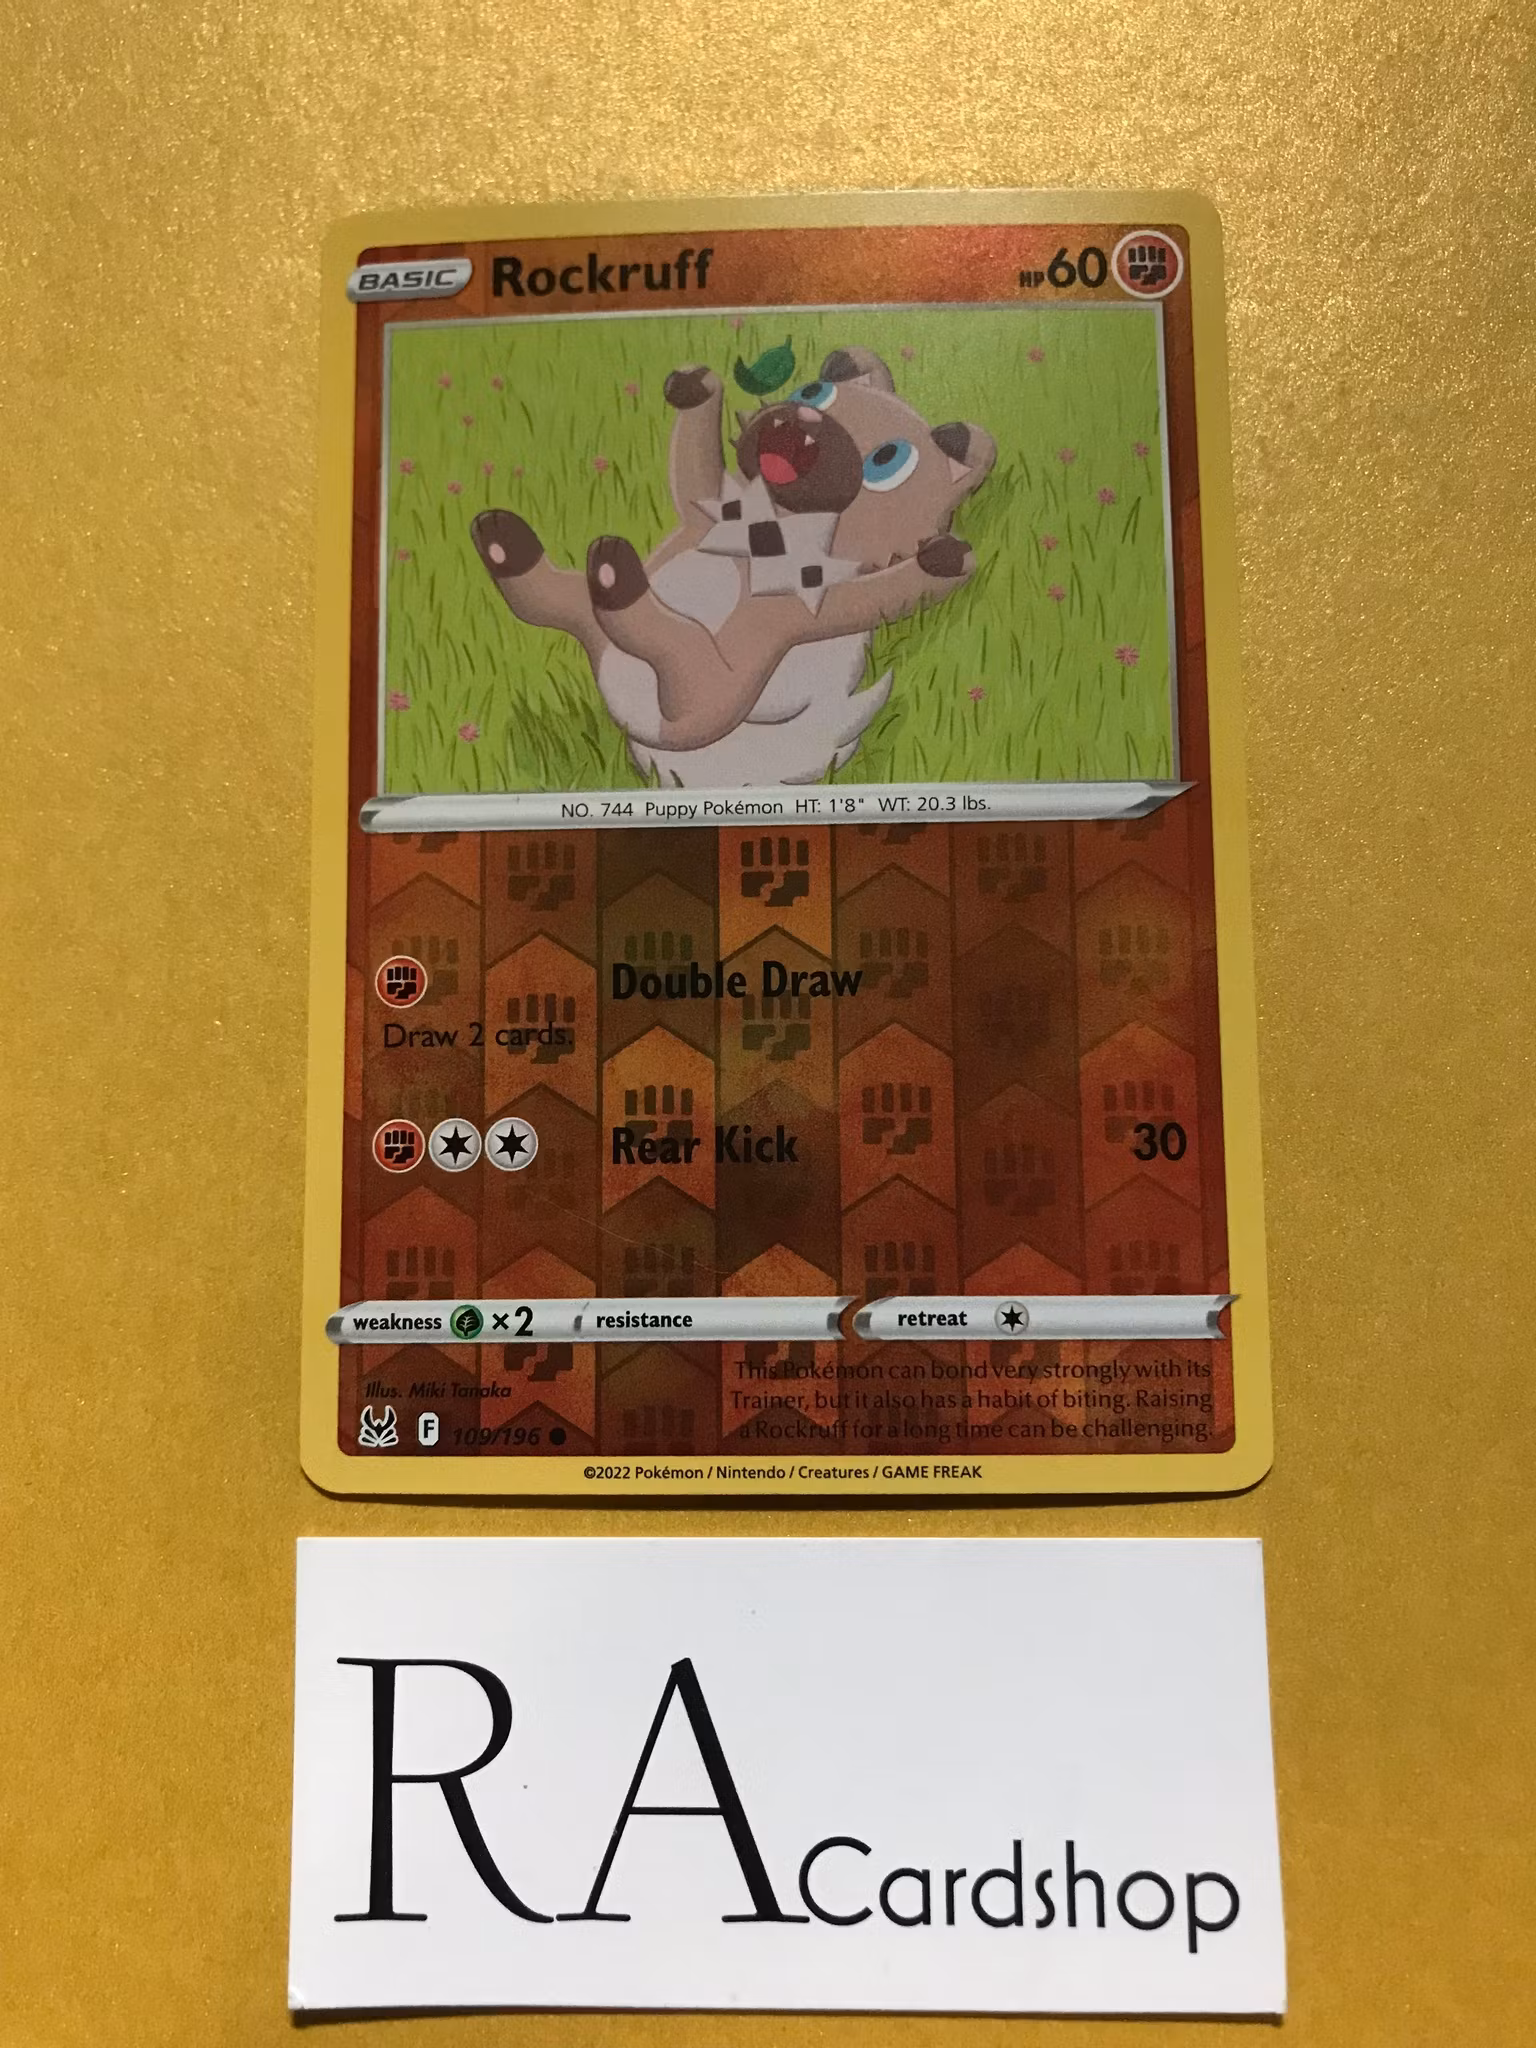 BASIC Rockruff HP 60
NO. 744 Puppy Pokémon HT: 1'8" WT: 20.3 lbs.
Double Draw
Draw 2 cards.
Rear Kick 30
weakness ×2 resistance retreat
This Pokémon can bond very strongly with its
Trainer, but it also has a habit of biting. Raising
a Rockruff for a long time can be challenging.
Illus. Miki Tanaka
F 109/196
©2022 Pokémon / Nintendo / Creatures / GAME FREAK
RA Cardshop